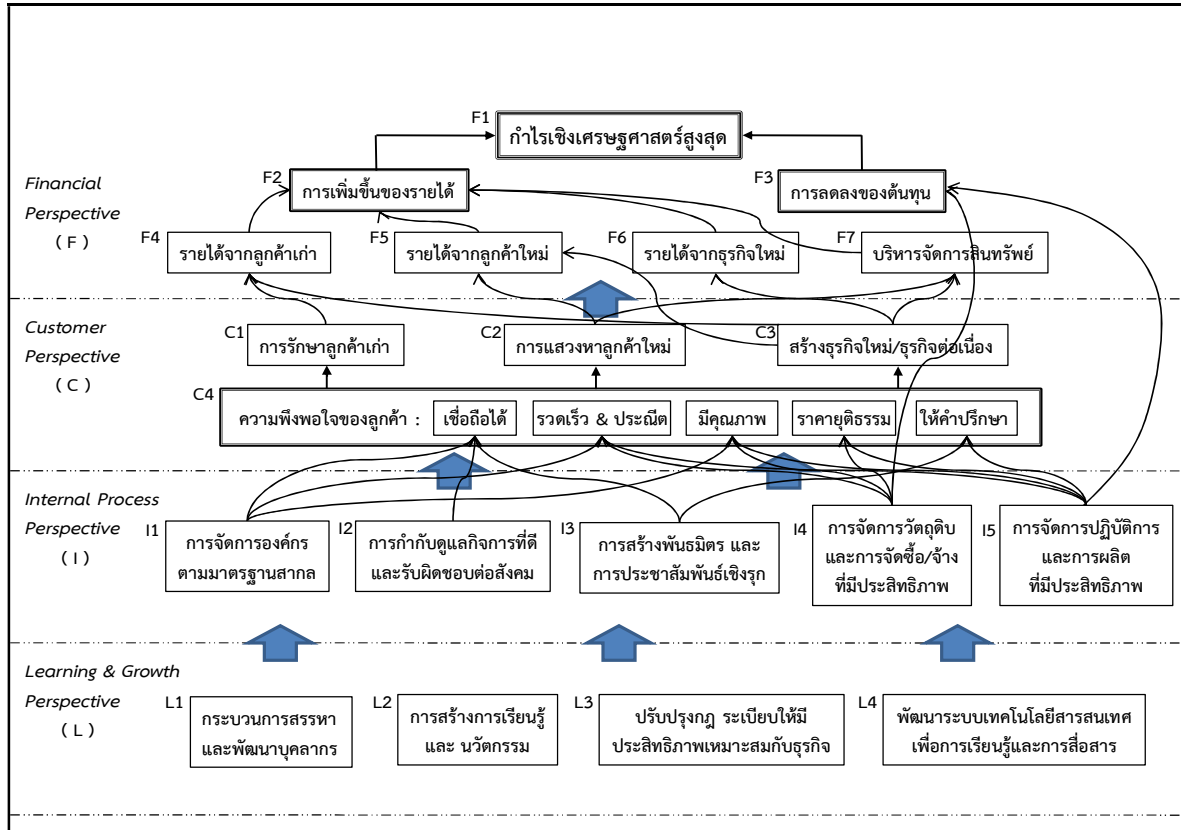 F1
กำไรเชิงเศรษฐศาสตร์สูงสุด
Financial
Perspective
( F )
F2
การเพิ่มขึ้นของรายได้
F3
การลดลงของต้นทุน
F4
รายได้จากลูกค้าเก่า
F5
รายได้จากลูกค้าใหม่
F6
รายได้จากธุรกิจใหม่
F7
บริหารจัดการสินทรัพย์
Customer
Perspective
( C )
C1
การรักษาลูกค้าเก่า
C2
การแสวงหาลูกค้าใหม่
C3
สร้างธุรกิจใหม่/ธุรกิจต่อเนื่อง
C4
ความพึงพอใจของลูกค้า :
เชื่อถือได้
รวดเร็ว & ประณีต
มีคุณภาพ
ราคายุติธรรม
ให้คำปรึกษา
Internal Process
Perspective
( I )
I1
การจัดการองค์กร
ตามมาตรฐานสากล
I2
การกำกับดูแลกิจการที่ดี
และรับผิดชอบต่อสังคม
I3
การสร้างพันธมิตร และ
การประชาสัมพันธ์เชิงรุก
I4
การจัดการวัตถุดิบ
และการจัดซื้อ/จ้าง
ที่มีประสิทธิภาพ
I5
การจัดการปฏิบัติการ
และการผลิต
ที่มีประสิทธิภาพ
Learning & Growth
Perspective
( L )
L1
กระบวนการสรรหา
และพัฒนาบุคลากร
L2
การสร้างการเรียนรู้
และ นวัตกรรม
L3
ปรับปรุงกฎ ระเบียบให้มี
ประสิทธิภาพเหมาะสมกับธุรกิจ
L4
พัฒนาระบบเทคโนโลยีสารสนเทศ
เพื่อการเรียนรู้และการสื่อสาร